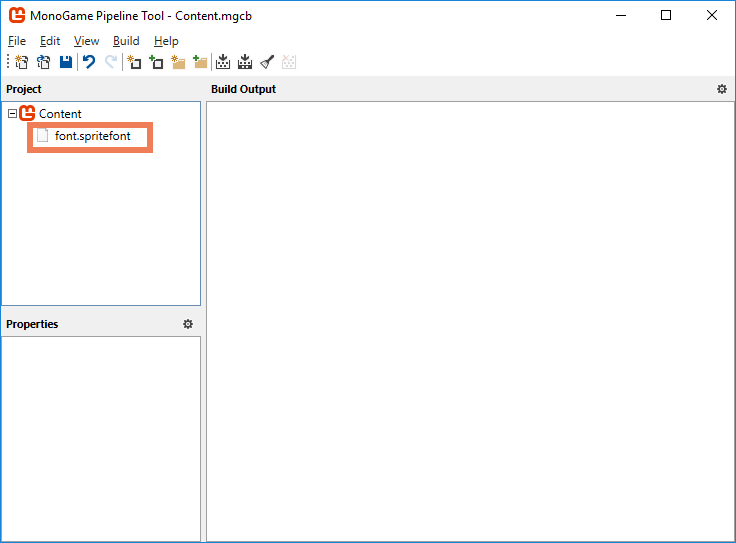 MonoGame Pipeline Tool - Content.mgcb
File Edit View Build Help
Project
Build Output
Content
font.spritefont
Properties